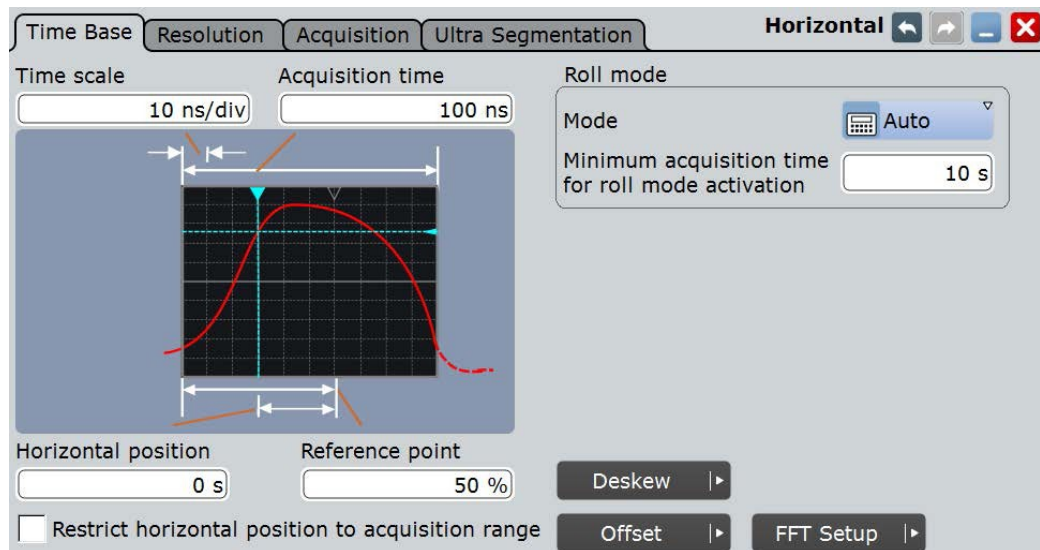 Time Base Resolution Acquisition Ultra Segmentation Horizontal
Time scale Acquisition time Roll mode
10 ns/div 100 ns
Mode Auto
Minimum acquisition time
for roll mode activation
10 s
Horizontal position Reference point
0 s 50 %
Deskew
Restrict horizontal position to acquisition range
Offset FFT Setup